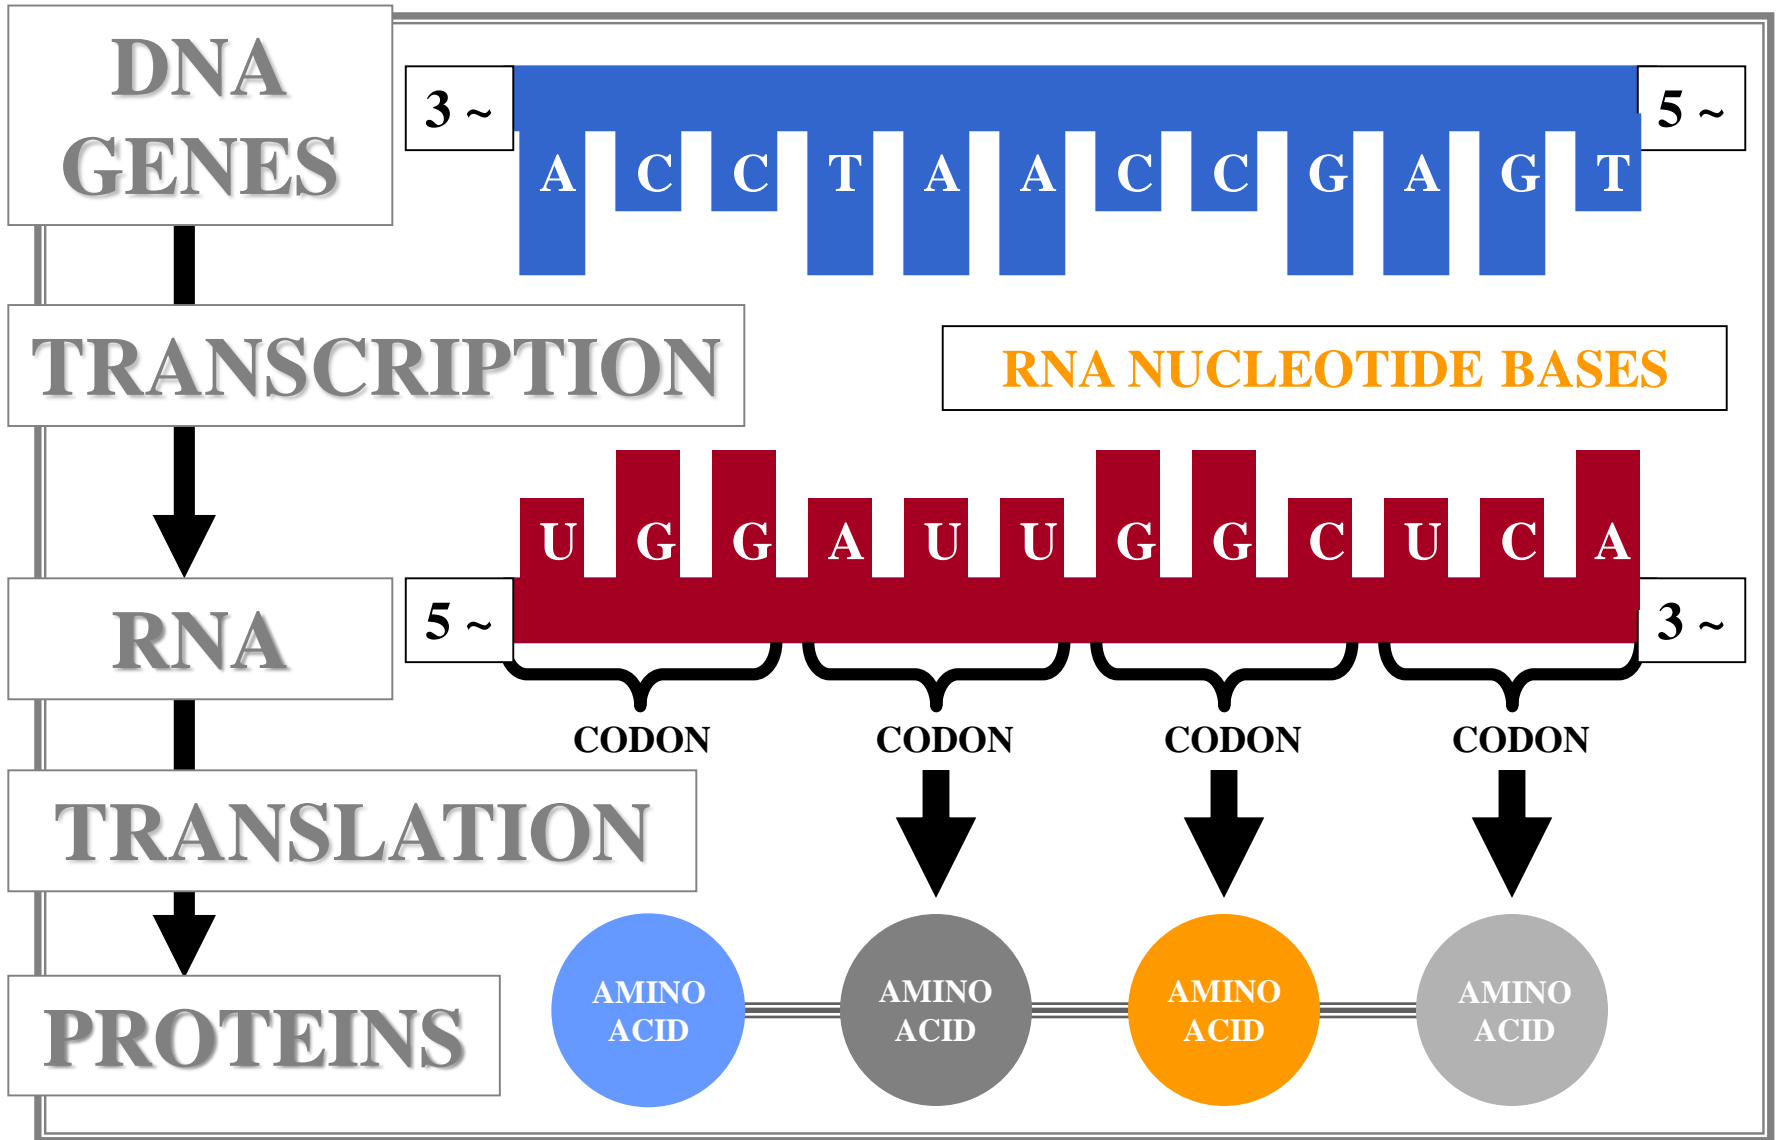 DNA
GENES
3 ~
5 ~
A C C T A A C C G A G T
TRANSCRIPTION
RNA NUCLEOTIDE BASES
U G G A U U G G C U C A
RNA
5 ~
3 ~
CODON CODON CODON CODON
TRANSLATION
PROTEINS
AMINO AMINO AMINO AMINO
ACID ACID ACID ACID